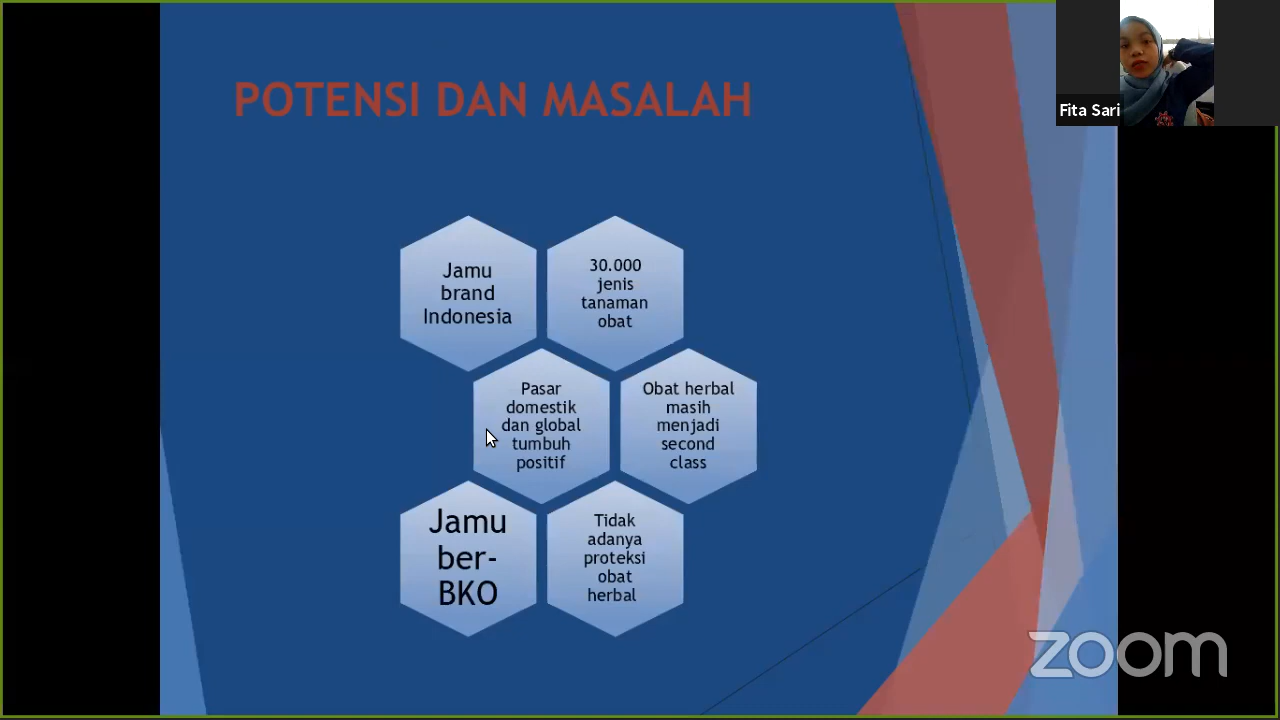 POTENSI DAN MASALAH
Fita Sari
Jamu
brand
Indonesia
30.000
jenis
tanaman
obat
Pasar
domestik
dan global
tumbuh
positif
Obat herbal
masih
menjadi
second
class
Jamu
ber-
BKO
Tidak
adanya
proteksi
obat
herbal
zoom